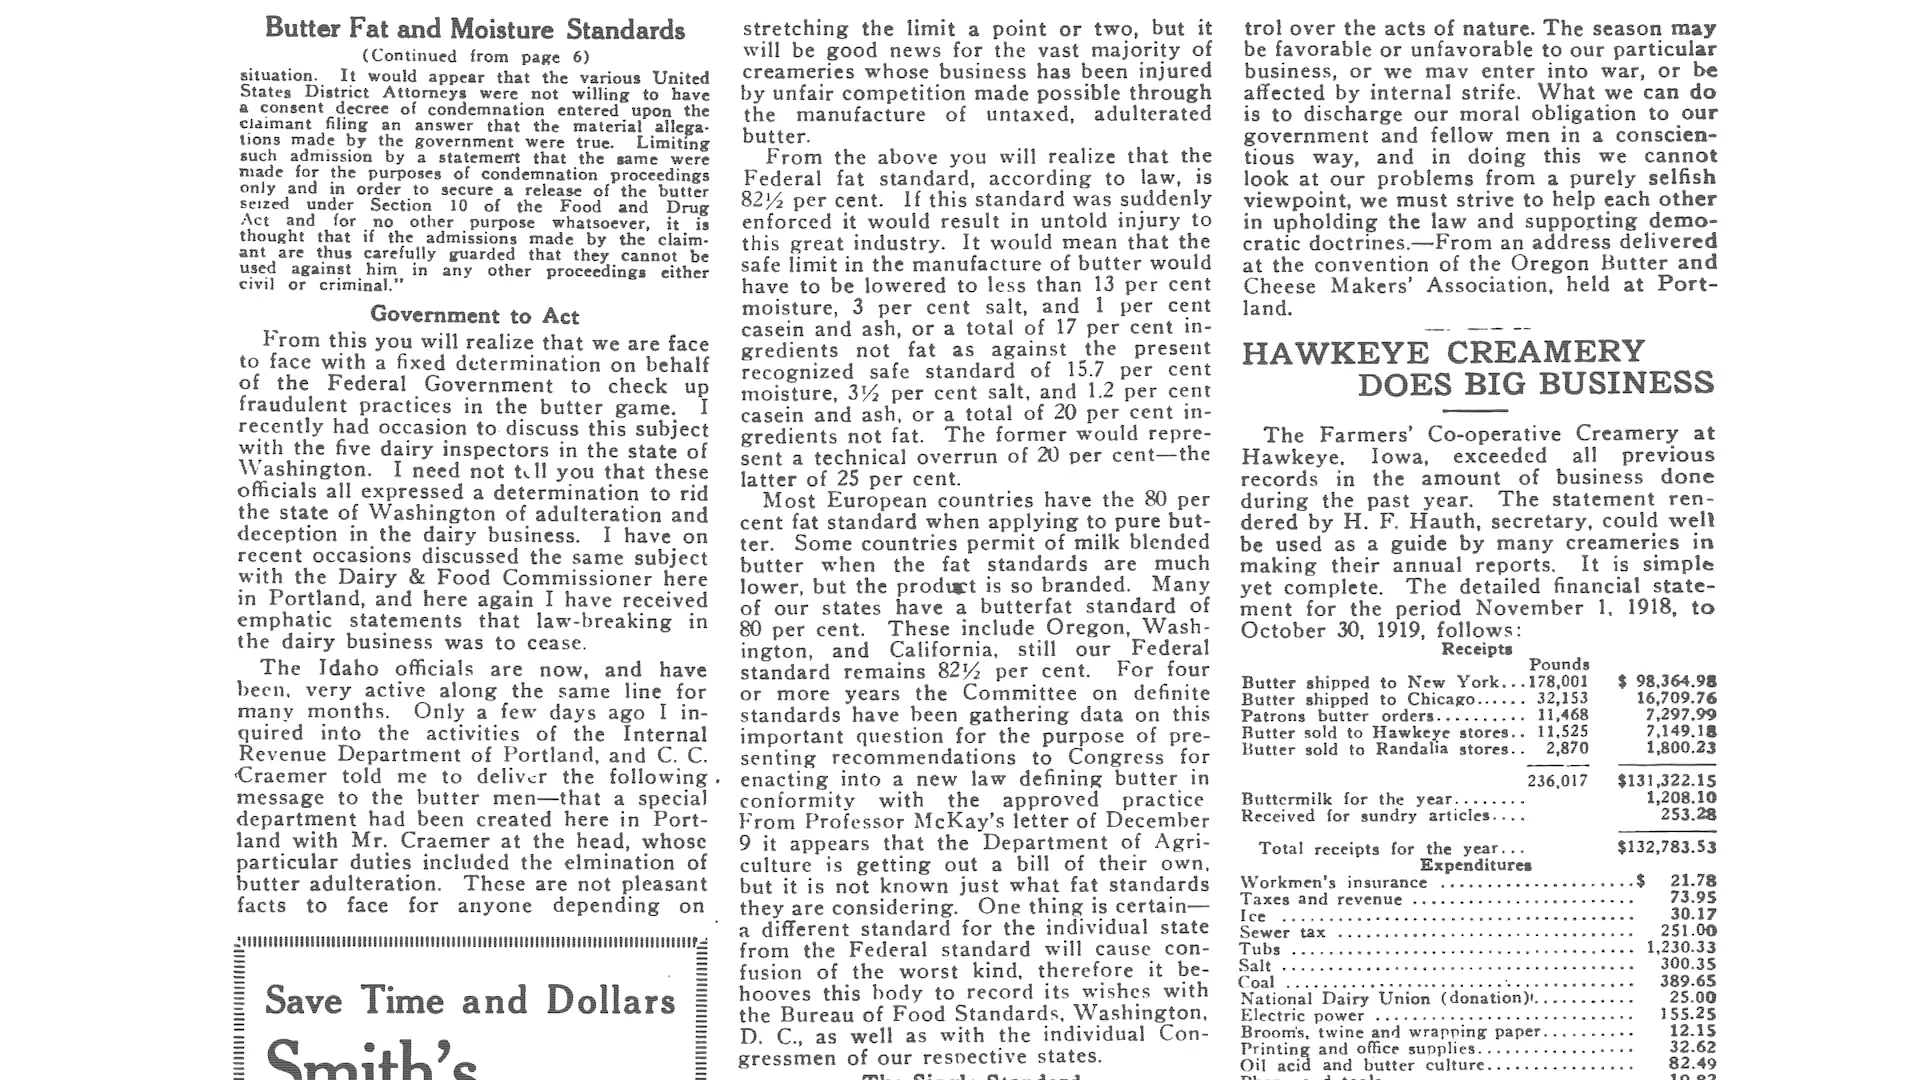 Butter Fat and Moisture Standards
(Continued from page 6)
situation. It would appear that the various United
States District Attorneys were not willing to have
a consent decree of condemnation entered upon the
claimant filing an answer that the material allega-
tions made by the government were true. Limiting
such admission by a statement that the same were
made for the purposes of condemnation proceedings
only and in order to secure a release of the butter
seized under Section 10 of the Food and Drug
Act and for no other purpose whatsoever, it is
thought that if the admissions made by the claim-
ant are thus carefully guarded that they cannot be
used against him in any other proceedings either
civil or criminal."
Government to Act
From this you will realize that we are face
to face with a fixed determination on behalf
of the Federal Government to check up
fraudulent practices in the butter game. I
recently had occasion to discuss this subject
with the five dairy inspectors in the state of
Washington. I need not tell you that these
officials all expressed a determination to rid
the state of Washington of adulteration and
deception in the dairy business. I have on
recent occasions discussed the same subject
with the Dairy & Food Commissioner here
in Portland, and here again I have received
emphatic statements that law-breaking in
the dairy business was to cease.
The Idaho officials are now, and have
been, very active along the same line for
many months. Only a few days ago I in-
quired into the activities of the Internal
Revenue Department of Portland, and C. C.
Craemer told me to deliver the following
message to the butter men—that a special
department had been created here in Port-
land with Mr. Craemer at the head, whose
particular duties included the elmination of
butter adulteration. These are not pleasant
facts to face for anyone depending on
Save Time and Dollars
Smith's
stretching the limit a point or two, but it
will be good news for the vast majority of
creameries whose business has been injured
by unfair competition made possible through
the manufacture of untaxed, adulterated
butter.
From the above you will realize that the
Federal fat standard, according to law, is
82½ per cent. If this standard was suddenly
enforced it would result in untold injury to
this great industry. It would mean that the
safe limit in the manufacture of butter would
have to be lowered to less than 13 per cent
moisture, 3 per cent salt, and 1 per cent
casein and ash, or a total of 17 per cent in-
gredients not fat as against the present
recognized safe standard of 15.7 per cent
moisture, 3½ per cent salt, and 1.2 per cent
casein and ash, or a total of 20 per cent in-
gredients not fat. The former would repre-
sent a technical overrun of 20 per cent—the
latter of 25 per cent.
Most European countries have the 80 per
cent fat standard when applying to pure but-
ter. Some countries permit of milk blended
butter when the fat standards are much
lower, but the product is so branded. Many
of our states have a butterfat standard of
80 per cent. These include Oregon, Wash-
ington, and California, still our Federal
standard remains 82½ per cent. For four
or more years the Committee on definite
standards have been gathering data on this
important question for the purpose of pre-
senting recommendations to Congress for
enacting into a new law defining butter in
conformity with the approved practice
From Professor McKay's letter of December
9 it appears that the Department of Agri-
culture is getting out a bill of their own,
but it is not known just what fat standards
they are considering. One thing is certain—
a different standard for the individual state
from the Federal standard will cause con-
fusion of the worst kind, therefore it be-
hooves this body to record its wishes with
the Bureau of Food Standards, Washington,
D. C., as well as with the individual Con-
gressmen of our respective states.
The Single Standard
trol over the acts of nature. The season may
be favorable or unfavorable to our particular
business, or we may enter into war, or be
affected by internal strife. What we can do
is to discharge our moral obligation to our
government and fellow men in a conscien-
tious way, and in doing this we cannot
look at our problems from a purely selfish
viewpoint, we must strive to help each other
in upholding the law and supporting demo-
cratic doctrines.—From an address delivered
at the convention of the Oregon Butter and
Cheese Makers' Association, held at Port-
land.
HAWKEYE CREAMERY
DOES BIG BUSINESS
The Farmers' Co-operative Creamery at
Hawkeye, Iowa, exceeded all previous
records in the amount of business done
during the past year. The statement ren-
dered by H. F. Hauth, secretary, could well
be used as a guide by many creameries in
making their annual reports. It is simple
yet complete. The detailed financial state-
ment for the period November 1, 1918, to
October 30, 1919, follows:
Receipts
Pounds
Butter shipped to New York...178,001 $ 98,364.98
Butter shipped to Chicago...... 32,153 16,709.76
Patrons butter orders.......... 11,468 7,297.99
Butter sold to Hawkeye stores.. 11,525 7,149.18
Butter sold to Randalia stores.. 2,870 1,800.23
236,017 $131,322.15
Buttermilk for the year........ 1,208.10
Received for sundry articles.... 253.28
Total receipts for the year... $132,783.53
Expenditures
Workmen's insurance ......................$ 21.78
Taxes and revenue ......................... 73.95
Ice ........................................ 30.17
Sewer tax .................................. 251.00
Tubs ....................................... 1,230.33
Salt ....................................... 300.35
Coal ....................................... 389.65
National Dairy Union (donation)............ 25.00
Electric power ............................. 155.25
Brooms, twine and wrapping paper.......... 12.15
Printing and office supplies................ 32.62
Oil acid and butter culture................. 82.49